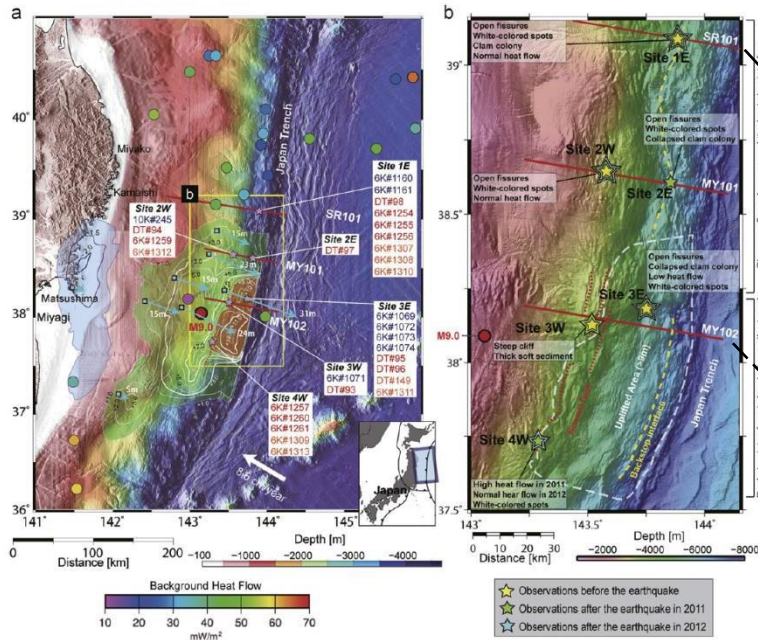 a
40°
39°
38°
37°
36°
141°
142°
143°
144°
145°
Miyako
Kamaishi
Matsushima
Miyagi
b
Japan Trench
SR101
MY101
MY102
M9.0
15m
23m
15m
15m
31m
24m
5m
Site 1E
6K#1160
6K#1161
DT#98
6K#1254
6K#1255
6K#1256
6K#1307
6K#1308
6K#1310
Site 2W
10K#245
DT#94
6K#1259
6K#1312
Site 2E
DT#97
Site 3E
6K#1069
6K#1072
6K#1073
6K#1074
DT#95
DT#96
DT#149
6K#1311
Site 3W
6K#1071
DT#93
Site 4W
6K#1257
6K#1260
6K#1261
6K#1309
6K#1313
Japan
Distance [km]
0 100 200
Depth [m]
−100 −1000 −2000 −3000 −4000
Background Heat Flow
10 20 30 40 50 60 70
mW/m²
b
39°
38.5°
38°
37.5°
143°
143.5°
144°
Open fissures
White-colored spots
Clam colony
Normal heat flow
SR101
Site 1E
Open fissures
White-colored spots
Collapsed clam colony
Site 2W
MY101
Site 2E
Open fissures
White-colored spots
Normal heat flow
Open fissures
Collapsed clam colony
Low heat flow
White-colored spots
Site 3E
Site 3W
MY102
M9.0
Steep cliff
Thick soft sediment
Uplifted Area
Backstop Interface
Japan Trench
Site 4W
High heat flow in 2011
Normal hear flow in 2012
White-colored spots
Distance [km]
0 10 20 30
Depth [m]
−2000 −4000 −6000 −8000
Observations before the earthquake
Observations after the earthquake in 2011
Observations after the earthquake in 2012